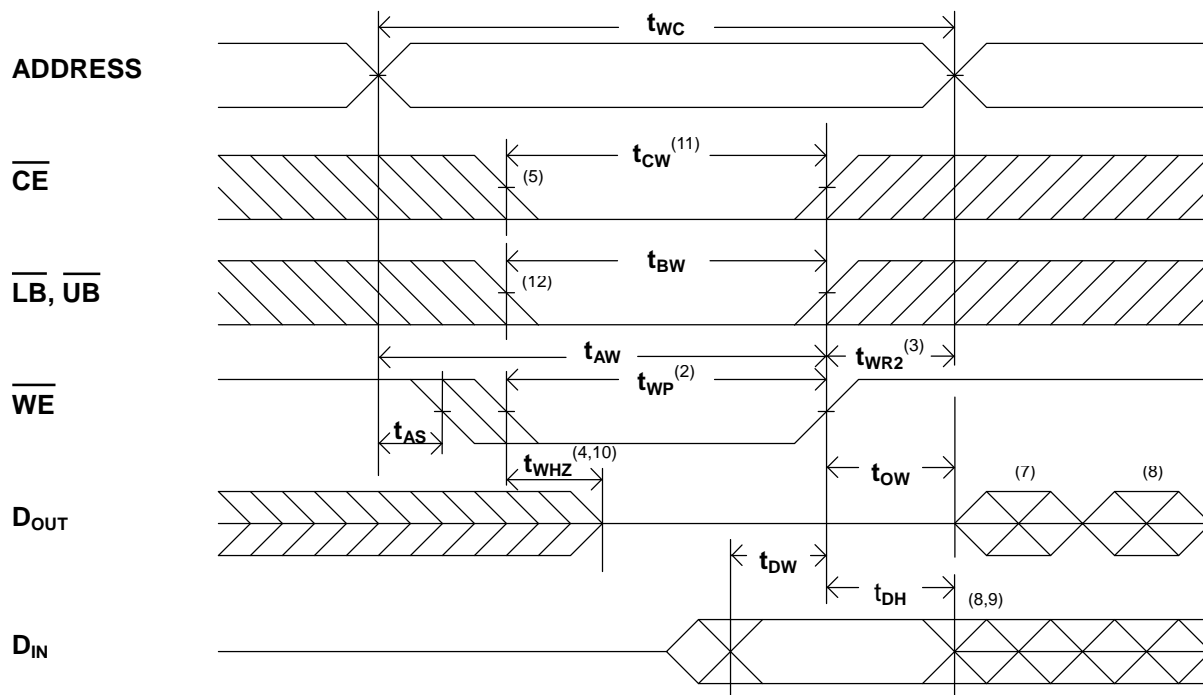 tWC
ADDRESS
CE
tCW(11)
(5)
LB, UB
tBW
(12)
tAW
tWR2(3)
WE
tWP(2)
tAS
tWHZ(4,10)
tOW
(7)
(8)
DOUT
tDW
tDH
(8,9)
DIN